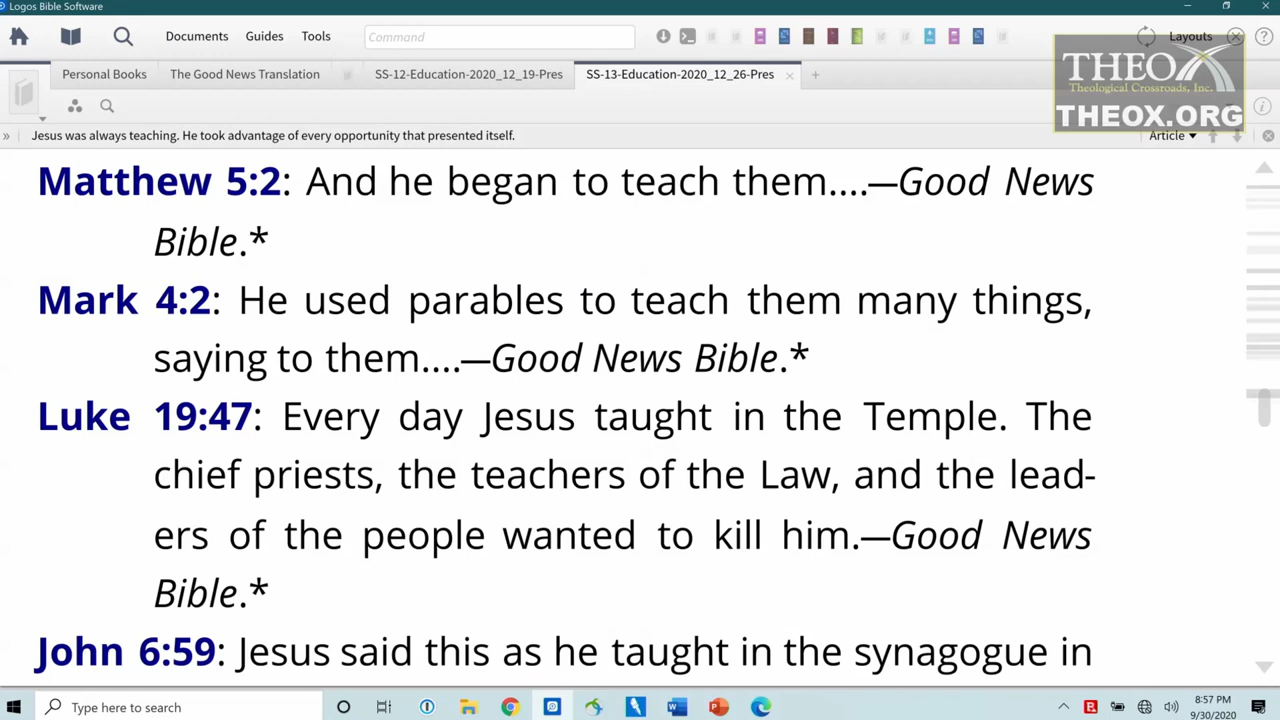 Logos Bible Software
Documents Guides Tools Command Layouts
Personal Books The Good News Translation SS-12-Education-2020_12_19-Pres SS-13-Education-2020_12_26-Pres
THEOX
Theological Crossroads, Inc.
THEOX.ORG
Jesus was always teaching. He took advantage of every opportunity that presented itself. Article
Matthew 5:2: And he began to teach them....—Good News
Bible.*
Mark 4:2: He used parables to teach them many things,
saying to them....—Good News Bible.*
Luke 19:47: Every day Jesus taught in the Temple. The
chief priests, the teachers of the Law, and the lead-
ers of the people wanted to kill him.—Good News
Bible.*
John 6:59: Jesus said this as he taught in the synagogue in
Type here to search
8:57 PM
9/30/2020